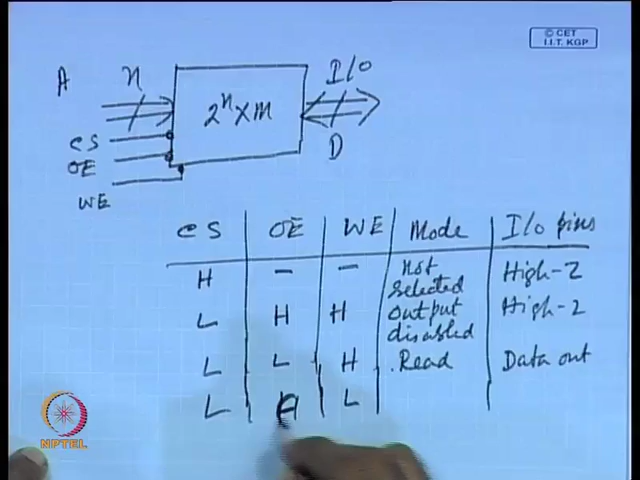 © CET
I.I.T. KGP
A
n
I/O
2ⁿ x m
CS
OE
WE
D
CS OE WE Mode I/O pins
H – – Not selected High-Z
L H H output disabled High-Z
L L H Read Data out
L H L
NPTEL